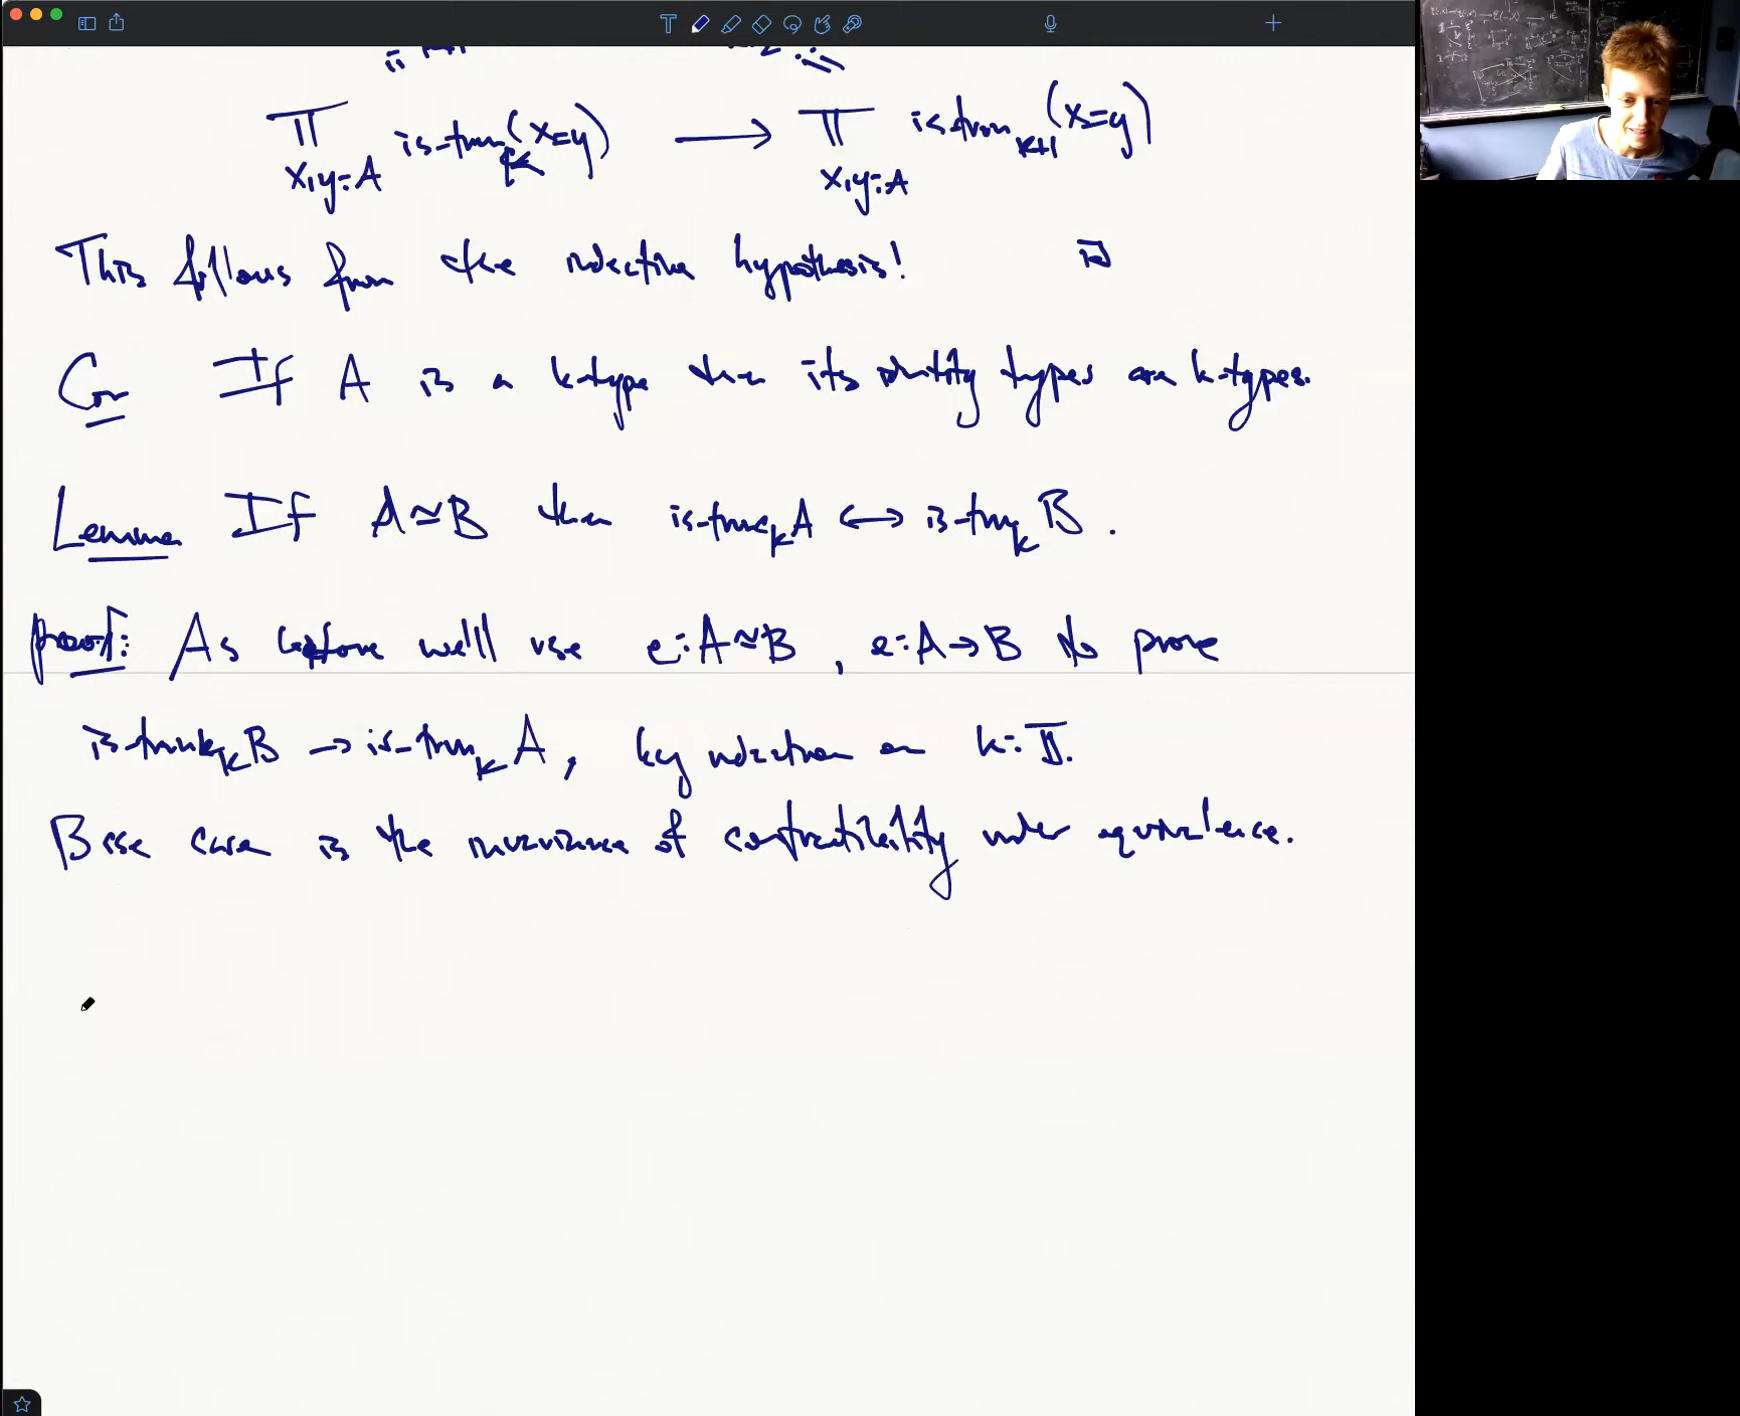 ∏ is-trunc_k (x=y) → ∏ is-trunc_{k+1} (x=y)
x,y:A x,y:A
This follows from the inductive hypothesis! □
Cor If A is a k-type then its identity types are k-types.
Lemma If A≃B then is-trunc_k A ↔ is-trunc_k B.
proof: As before we'll use e:A≃B, e:A→B to prove
is-trunc_k B → is-trunc_k A, by induction on k:𝕋.
Base case is the invariance of contractibility under equivalence.